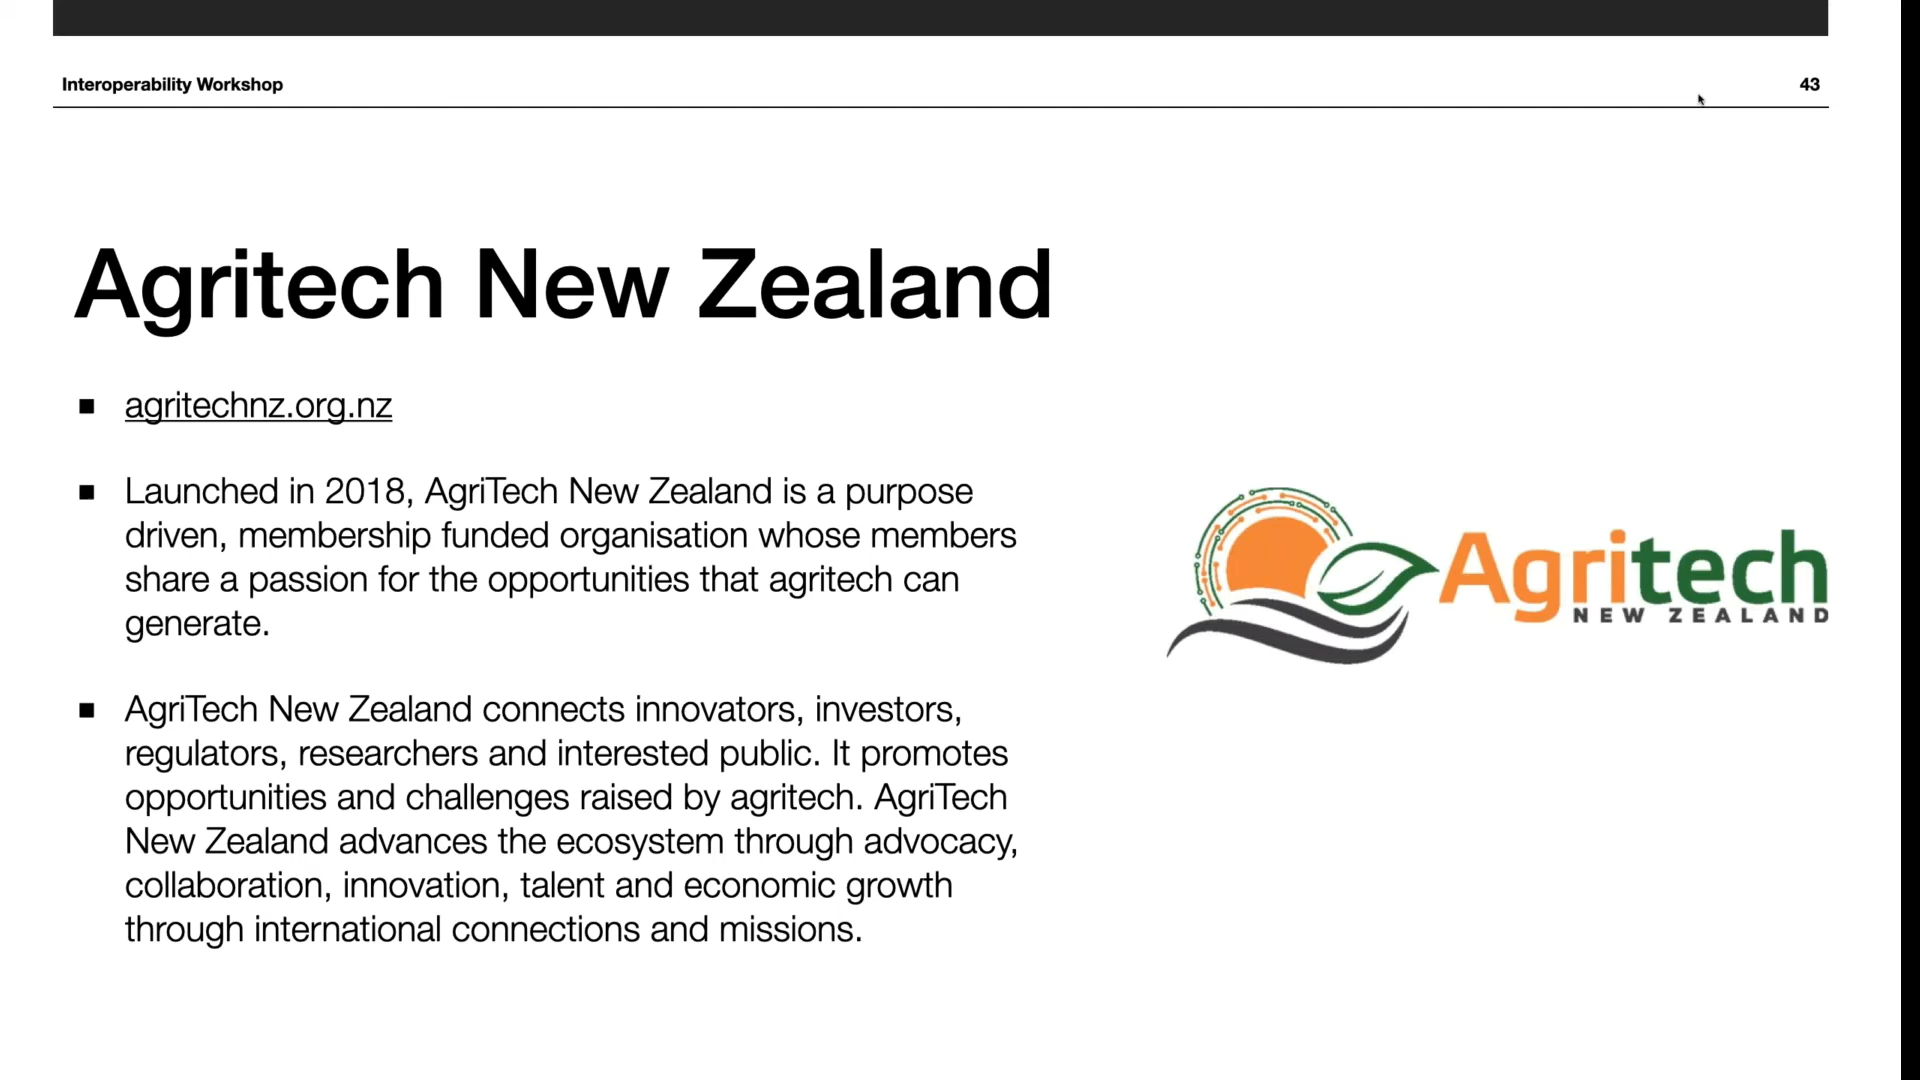 Interoperability Workshop
43
Agritech New Zealand
agritechnz.org.nz
Launched in 2018, AgriTech New Zealand is a purpose
driven, membership funded organisation whose members
share a passion for the opportunities that agritech can
generate.
AgriTech New Zealand connects innovators, investors,
regulators, researchers and interested public. It promotes
opportunities and challenges raised by agritech. AgriTech
New Zealand advances the ecosystem through advocacy,
collaboration, innovation, talent and economic growth
through international connections and missions.
Agritech
NEW ZEALAND